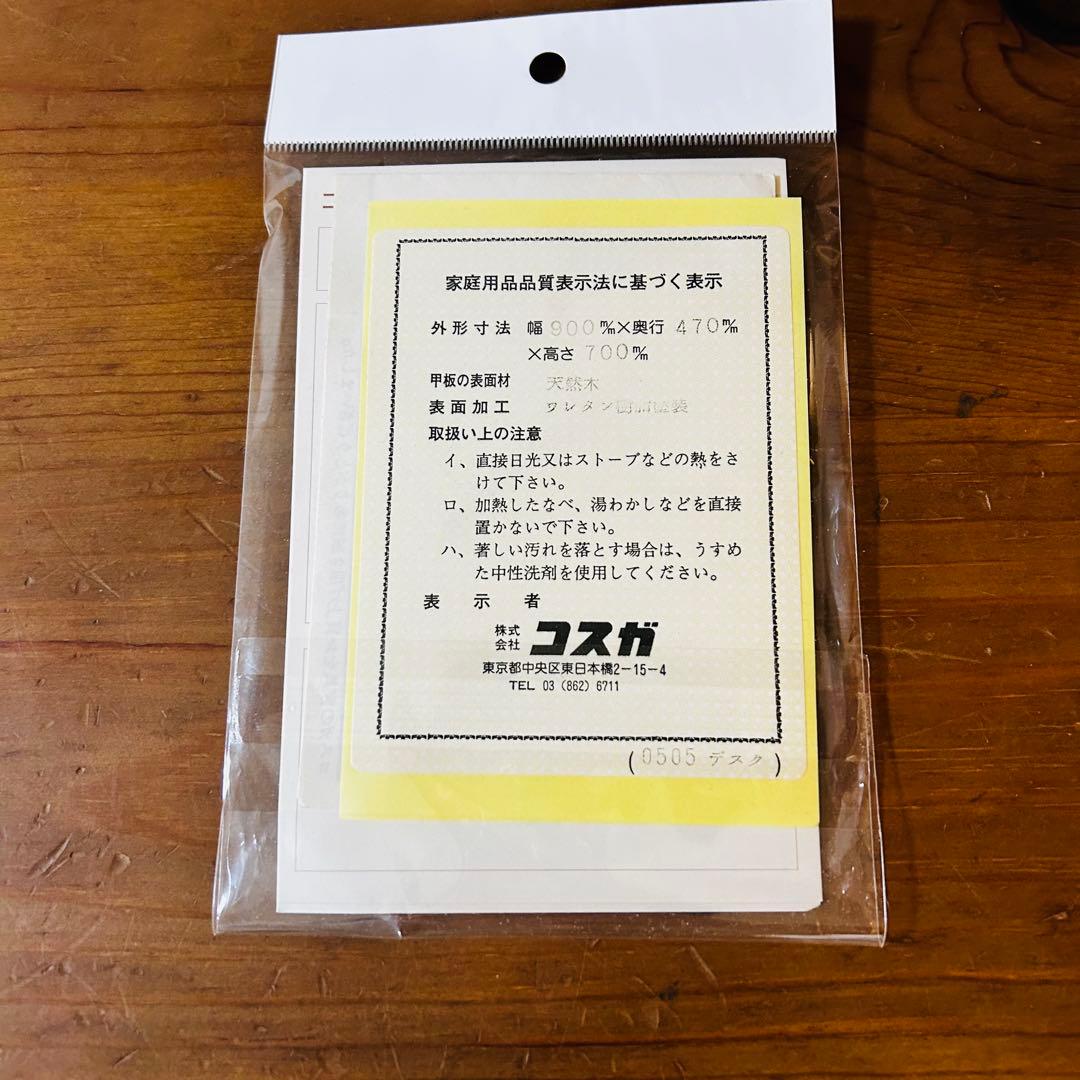 家庭用品品質表示法に基づく表示
外形寸法 幅 900㎜×奥行 470㎜
×高さ 700㎜
甲板の表面材 天然木
表面加工 ウレタン樹脂塗装
取扱い上の注意
イ、直接日光又はストーブなどの熱をさ
けて下さい。
ロ、加熱したなべ、湯わかしなどを直接
置かないで下さい。
ハ、著しい汚れを落とす場合は、うすめ
た中性洗剤を使用してください。
表示者
株式会社 コスガ
東京都中央区東日本橋2-15-4
TEL 03 (862) 6711
(0505 デスク)